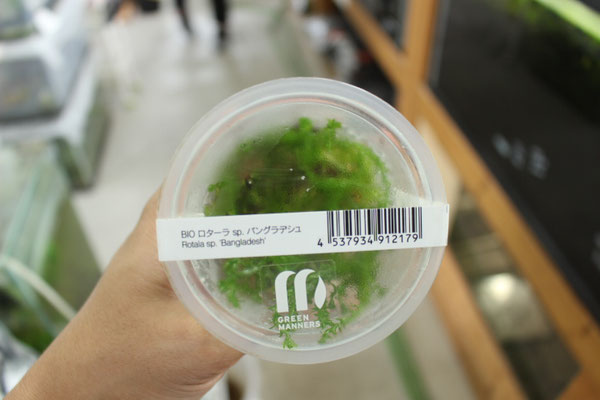 BIO ロターラ sp. バングラデシュ
Rotala sp. 'Bangladesh'
4 537934 912179
GREEN
MANNERS